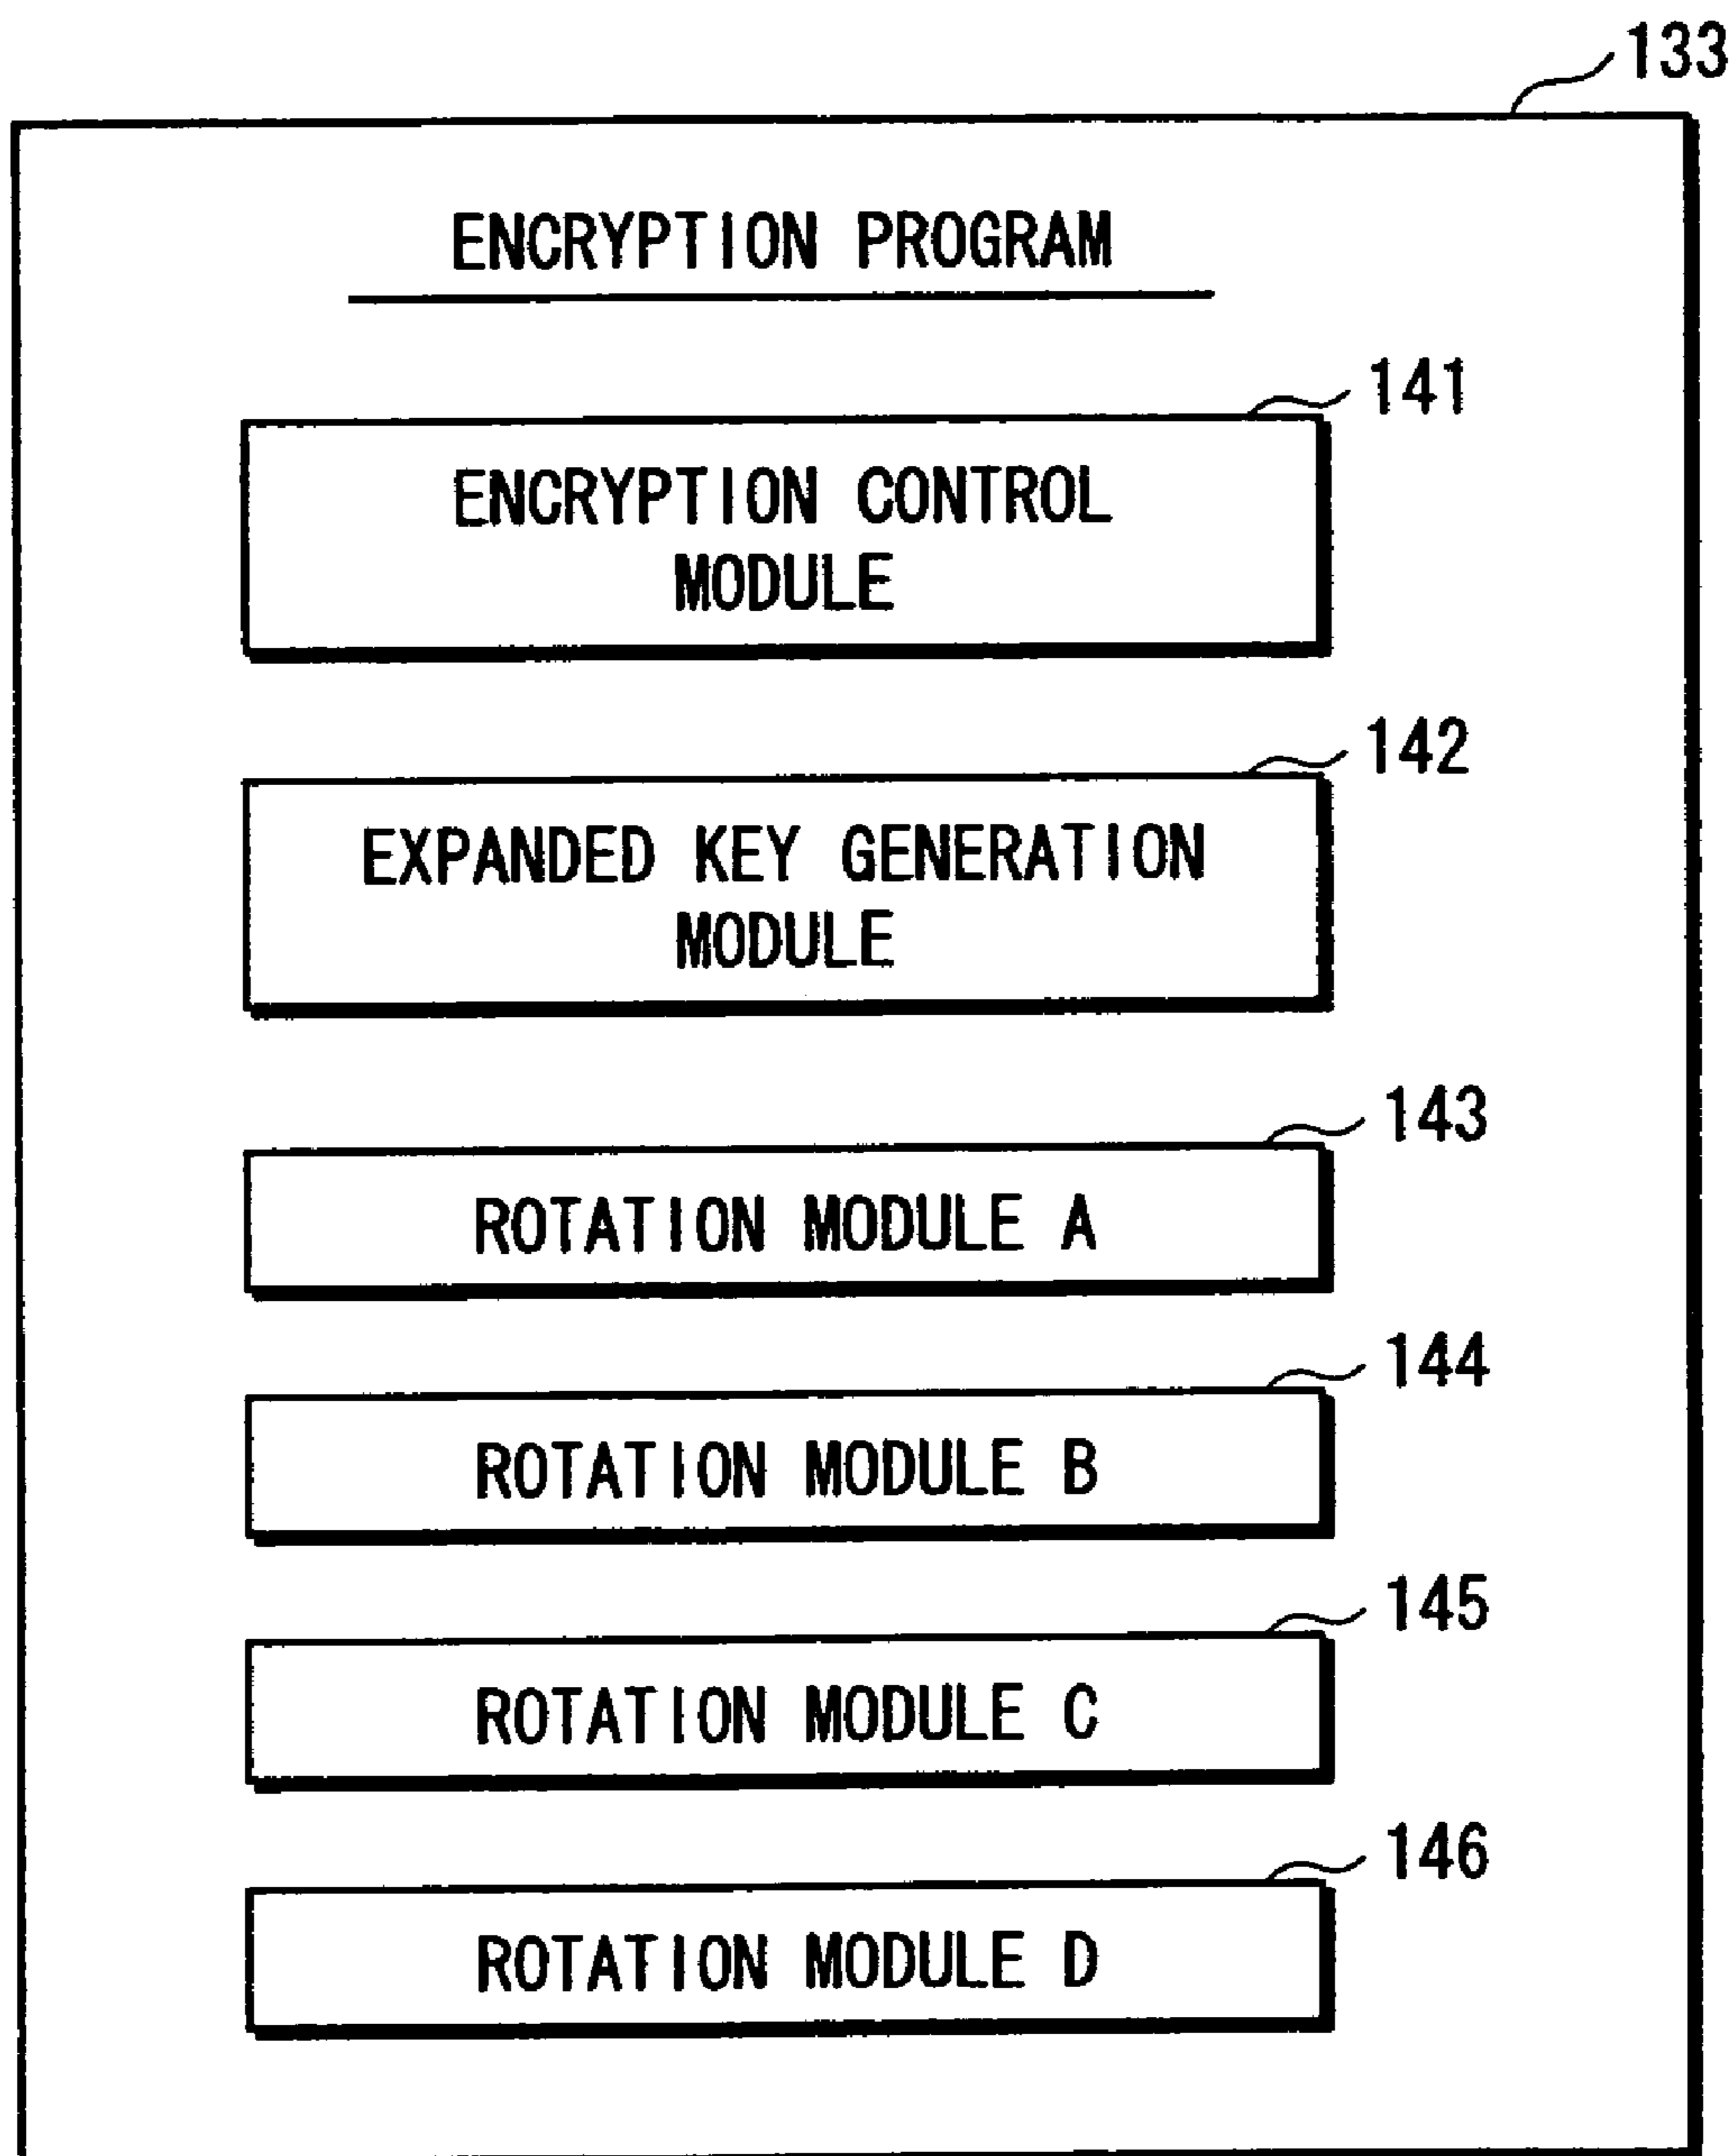 133
ENCRYPTION PROGRAM
141
ENCRYPTION CONTROL
MODULE
142
EXPANDED KEY GENERATION
MODULE
143
ROTATION MODULE A
144
ROTATION MODULE B
145
ROTATION MODULE C
146
ROTATION MODULE D